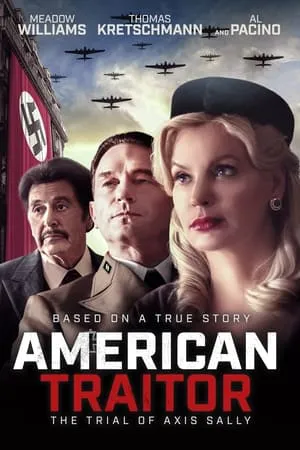 MEADOW THOMAS AL
WILLIAMS KRETSCHMANN AND PACINO
BASED ON A TRUE STORY
AMERICAN
TRAITOR
THE TRIAL OF AXIS SALLY